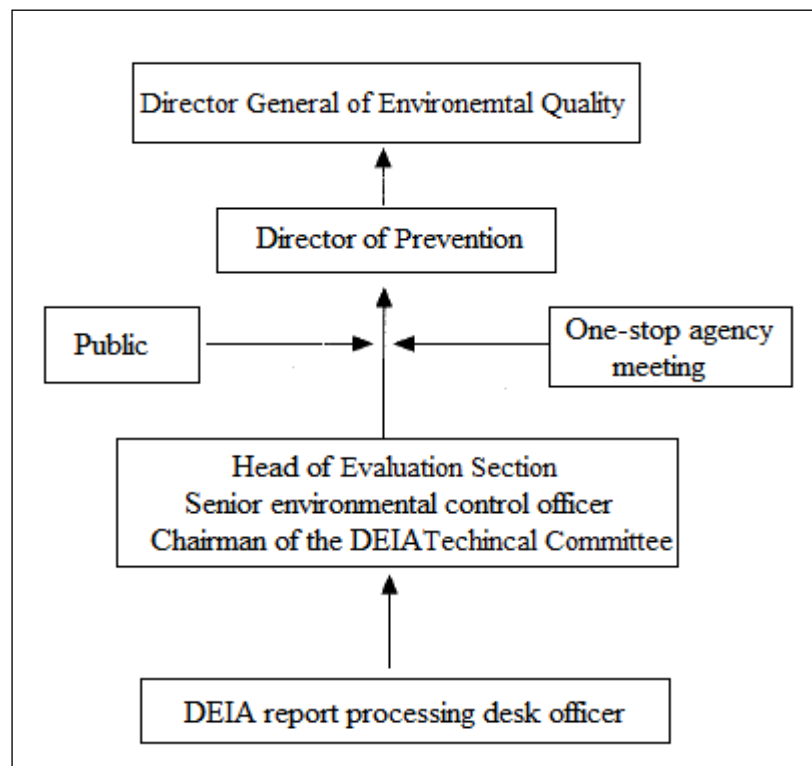 Director General of Environemtal Quality
Director of Prevention
Public
One-stop agency
meeting
Head of Evaluation Section
Senior environmental control officer
Chairman of the DEIATechincal Committee
DEIA report processing desk officer